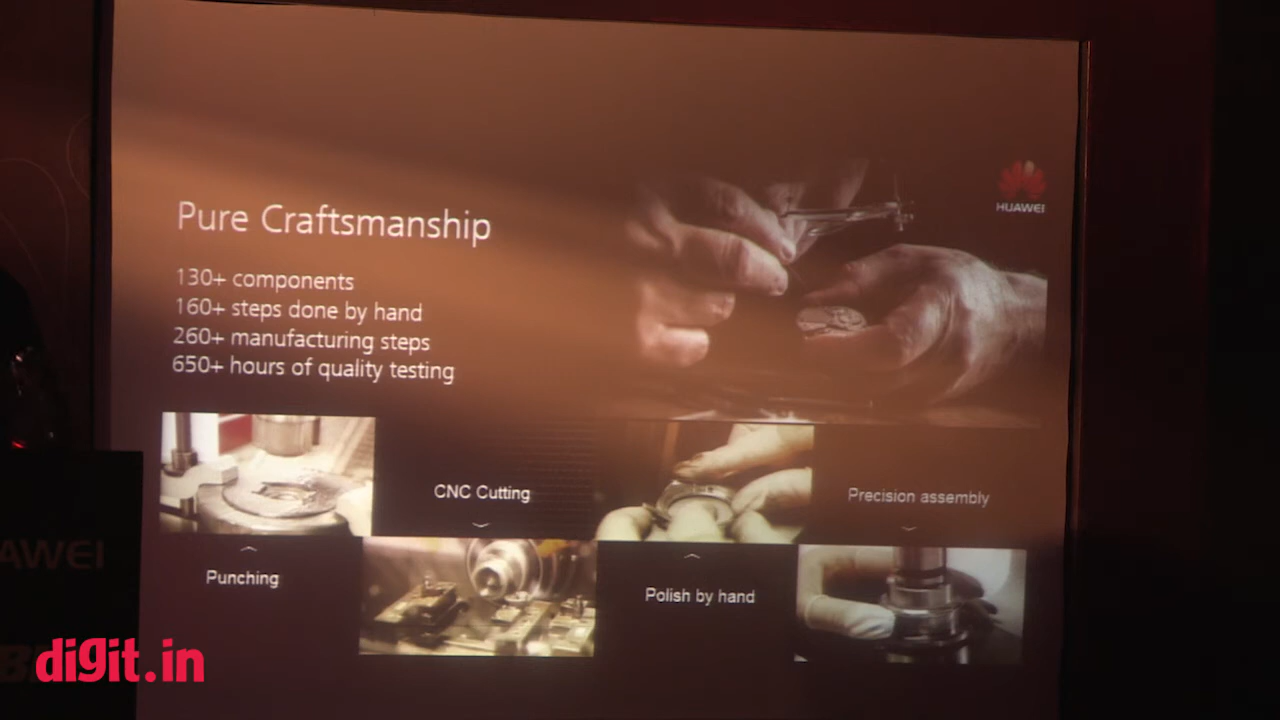 HUAWEI
Pure Craftsmanship
130+ components
160+ steps done by hand
260+ manufacturing steps
650+ hours of quality testing
CNC Cutting
Precision assembly
Punching
Polish by hand
AWEI
digit.in